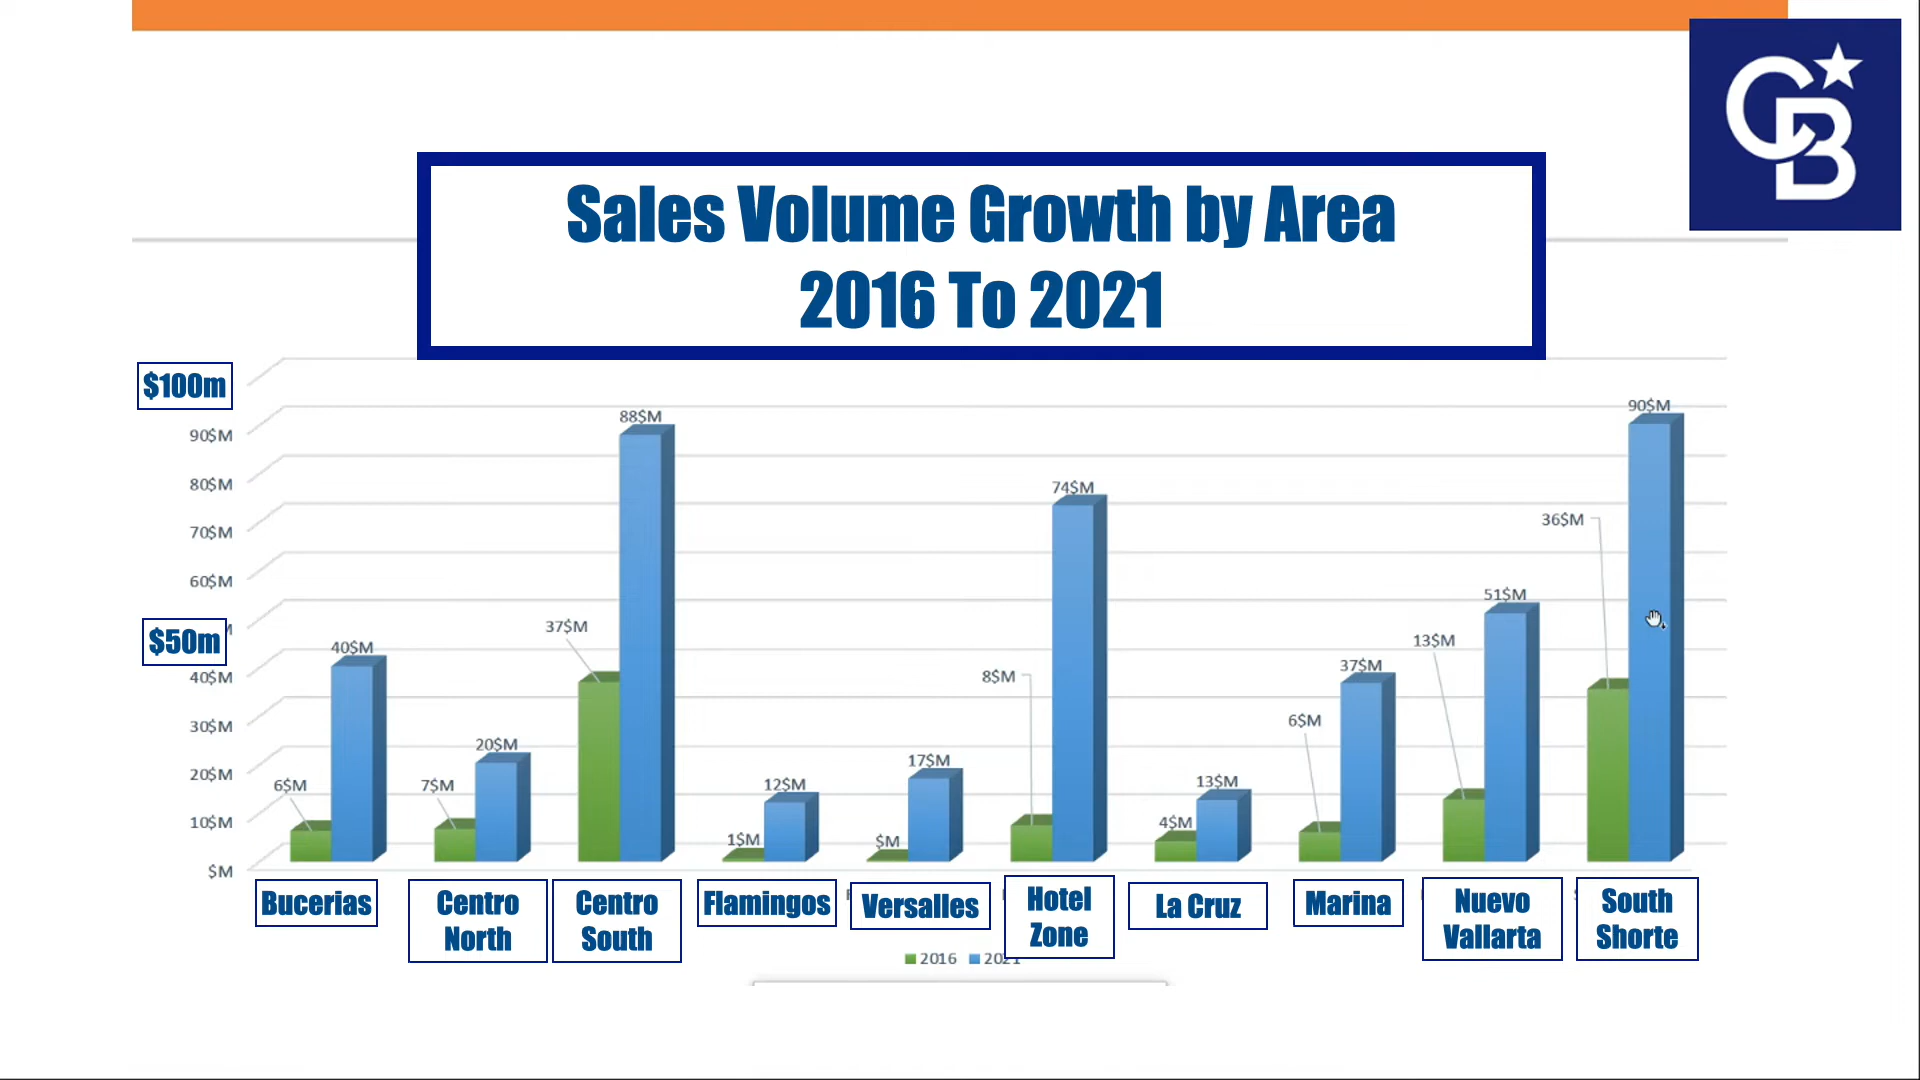 CB
Sales Volume Growth by Area
2016 To 2021
$100m
90$M
80$M
70$M
60$M
$50m
40$M
30$M
20$M
10$M
$M
6$M
40$M
7$M
20$M
37$M
88$M
1$M
12$M
$M
17$M
8$M
74$M
4$M
13$M
6$M
37$M
13$M
51$M
36$M
90$M
Bucerias
Centro
North
Centro
South
Flamingos
Versalles
Hotel
Zone
La Cruz
Marina
Nuevo
Vallarta
South
Shorte
2016
2021